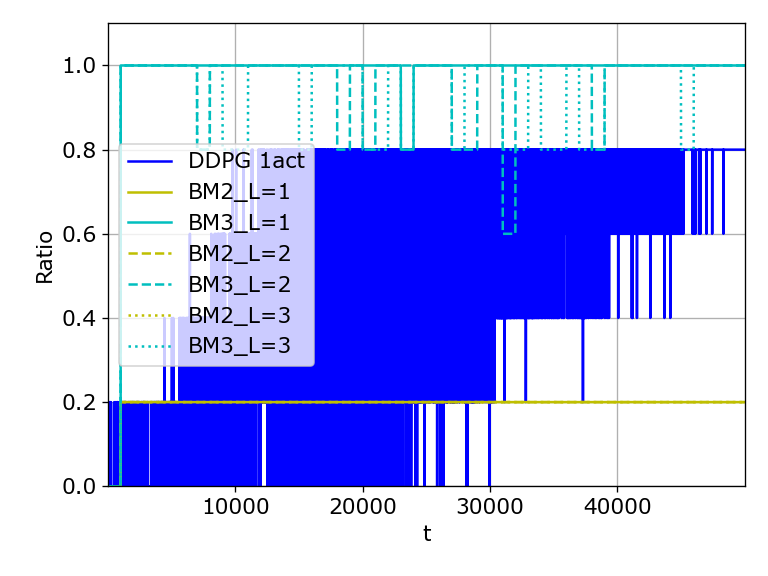 1.0
0.8
0.6
0.4
0.2
0.0
Ratio
DDPG 1act
BM2_L=1
BM3_L=1
BM2_L=2
BM3_L=2
BM2_L=3
BM3_L=3
10000 20000 30000 40000
t